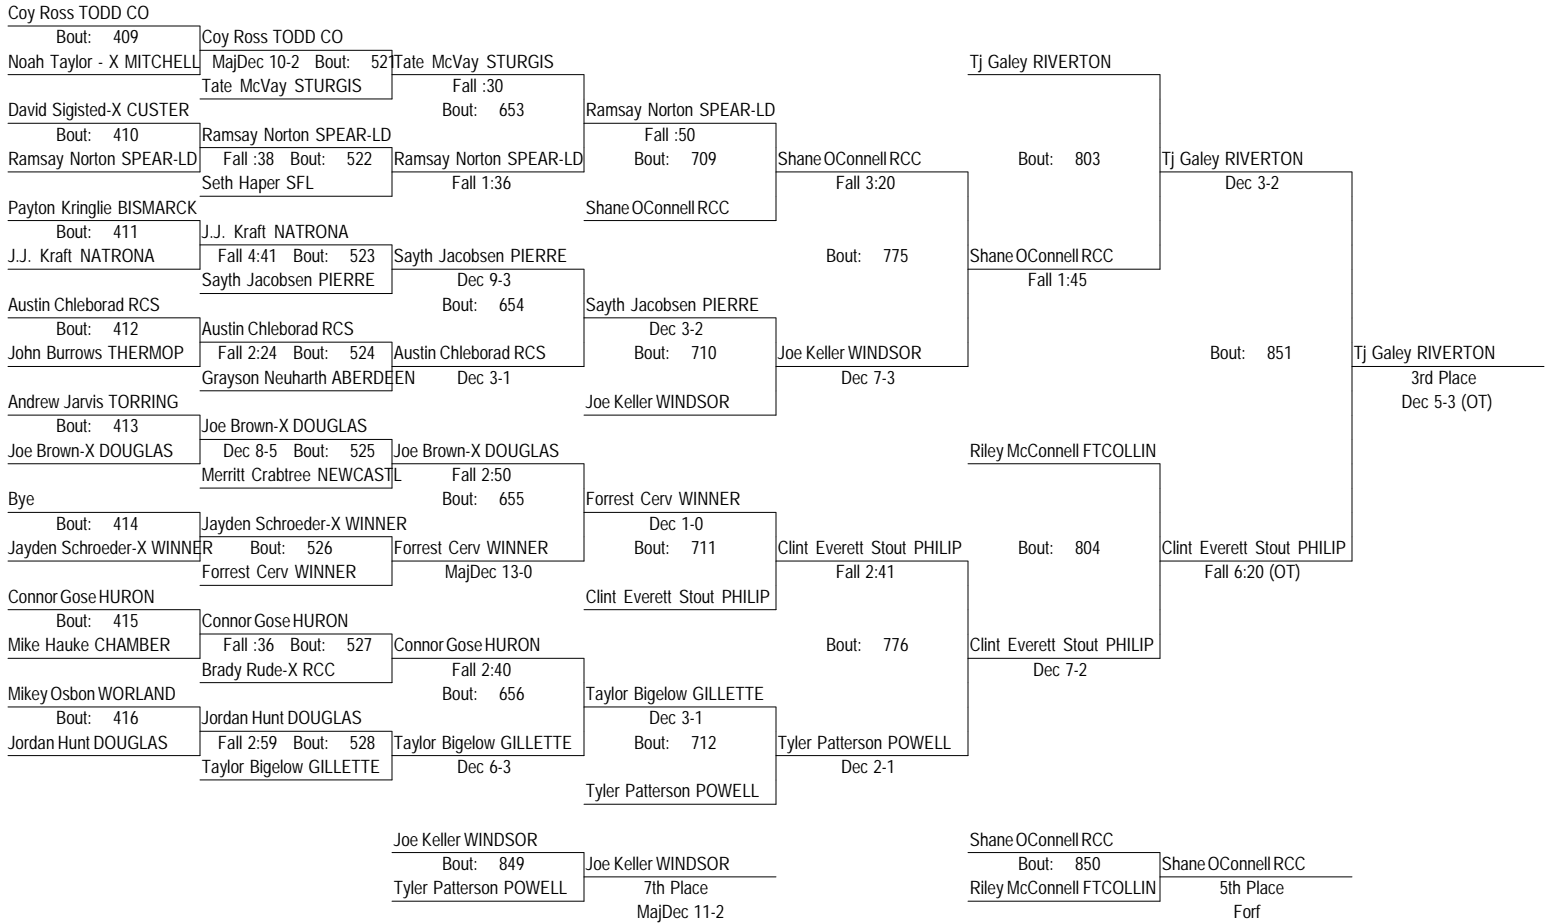 Coy Ross TODD CO
Bout: 409
Noah Taylor - X MITCHELL
David Sigisted-X CUSTER
Bout: 410
Ramsay Norton SPEAR-LD
Payton Kringlie BISMARCK
Bout: 411
J.J. Kraft NATRONA
Austin Chleborad RCS
Bout: 412
John Burrows THERMOP
Andrew Jarvis TORRING
Bout: 413
Joe Brown-X DOUGLAS
Bye
Bout: 414
Jayden Schroeder-X WINNER
Connor Gose HURON
Bout: 415
Mike Hauke CHAMBER
Mikey Osbon WORLAND
Bout: 416
Jordan Hunt DOUGLAS
Coy Ross TODD CO
MajDec 10-2 Bout: 521
Tate McVay STURGIS
Ramsay Norton SPEAR-LD
Fall :38 Bout: 522
Seth Haper SFL
J.J. Kraft NATRONA
Fall 4:41 Bout: 523
Sayth Jacobsen PIERRE
Austin Chleborad RCS
Fall 2:24 Bout: 524
Grayson Neuharth ABERDEEN
Joe Brown-X DOUGLAS
Dec 8-5 Bout: 525
Merritt Crabtree NEWCASTL
Jayden Schroeder-X WINNER
Bout: 526
Forrest Cerv WINNER
Connor Gose HURON
Fall :36 Bout: 527
Brady Rude-X RCC
Jordan Hunt DOUGLAS
Fall 2:59 Bout: 528
Taylor Bigelow GILLETTE
Tate McVay STURGIS
Fall :30
Bout: 653
Ramsay Norton SPEAR-LD
Fall 1:36
Sayth Jacobsen PIERRE
Dec 9-3
Bout: 654
Austin Chleborad RCS
Dec 3-1
Joe Brown-X DOUGLAS
Fall 2:50
Bout: 655
Forrest Cerv WINNER
MajDec 13-0
Connor Gose HURON
Fall 2:40
Bout: 656
Taylor Bigelow GILLETTE
Dec 6-3
Ramsay Norton SPEAR-LD
Fall :50
Bout: 709
Shane OConnell RCC
Sayth Jacobsen PIERRE
Dec 3-2
Bout: 710
Joe Keller WINDSOR
Forrest Cerv WINNER
Dec 1-0
Bout: 711
Clint Everett Stout PHILIP
Taylor Bigelow GILLETTE
Dec 3-1
Bout: 712
Tyler Patterson POWELL
Shane OConnell RCC
Fall 3:20
Bout: 775
Joe Keller WINDSOR
Dec 7-3
Clint Everett Stout PHILIP
Fall 2:41
Bout: 776
Tyler Patterson POWELL
Dec 2-1
Tj Galey RIVERTON
Bout: 803
Shane OConnell RCC
Fall 1:45
Riley McConnell FTCOLLIN
Bout: 804
Clint Everett Stout PHILIP
Dec 7-2
Tj Galey RIVERTON
Dec 3-2
Bout: 851
Clint Everett Stout PHILIP
Fall 6:20 (OT)
Tj Galey RIVERTON
3rd Place
Dec 5-3 (OT)
Joe Keller WINDSOR
Bout: 849
Tyler Patterson POWELL
Joe Keller WINDSOR
7th Place
MajDec 11-2
Shane OConnell RCC
Bout: 850
Riley McConnell FTCOLLIN
Shane OConnell RCC
5th Place
Forf